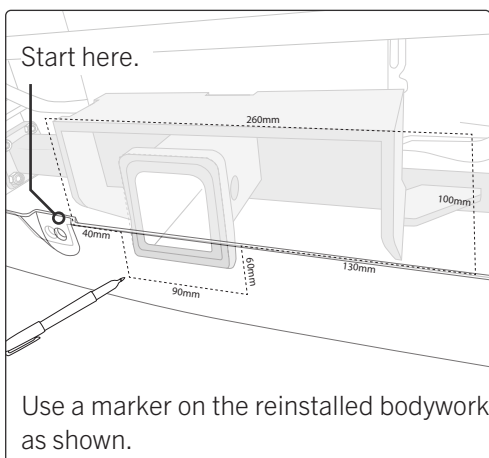 Start here.
260mm
100mm
40mm
60mm
130mm
90mm
Use a marker on the reinstalled bodywork
as shown.